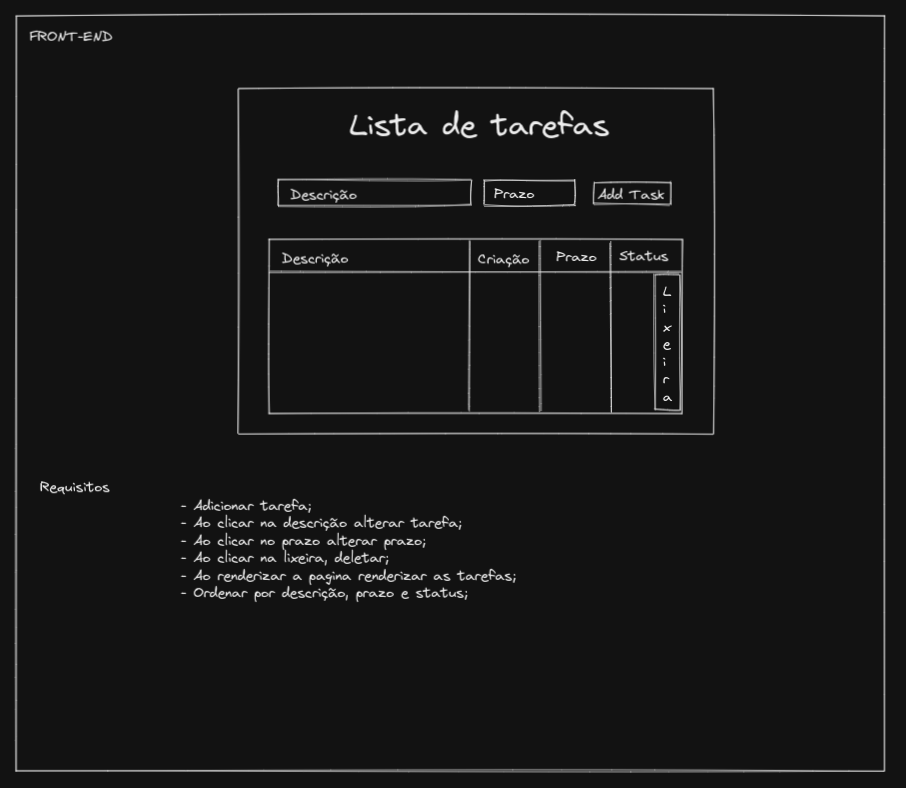 FRONT-END
Lista de tarefas
Descrição Prazo Add Task
Descrição Criação Prazo Status
Lixeira
Requisitos
- Adicionar tarefa;
- Ao clicar na descrição alterar tarefa;
- Ao clicar no prazo alterar prazo;
- Ao clicar na lixeira, deletar;
- Ao renderizar a pagina renderizar as tarefas;
- Ordenar por descrição, prazo e status;